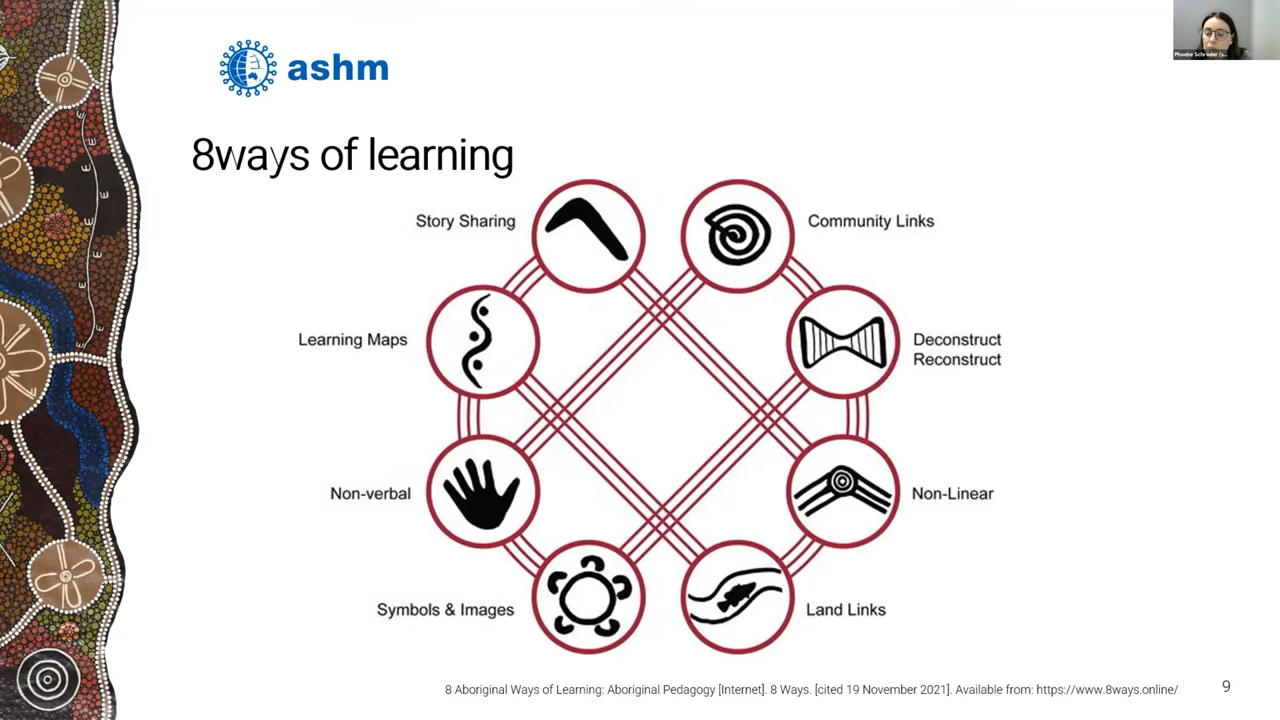 ashm
Phoebe Schroder (s...
8ways of learning
Story Sharing
Community Links
Learning Maps
Deconstruct
Reconstruct
Non-verbal
Non-Linear
Symbols & Images
Land Links
8 Aboriginal Ways of Learning: Aboriginal Pedagogy [Internet]. 8 Ways. [cited 19 November 2021]. Available from: https://www.8ways.online/
9